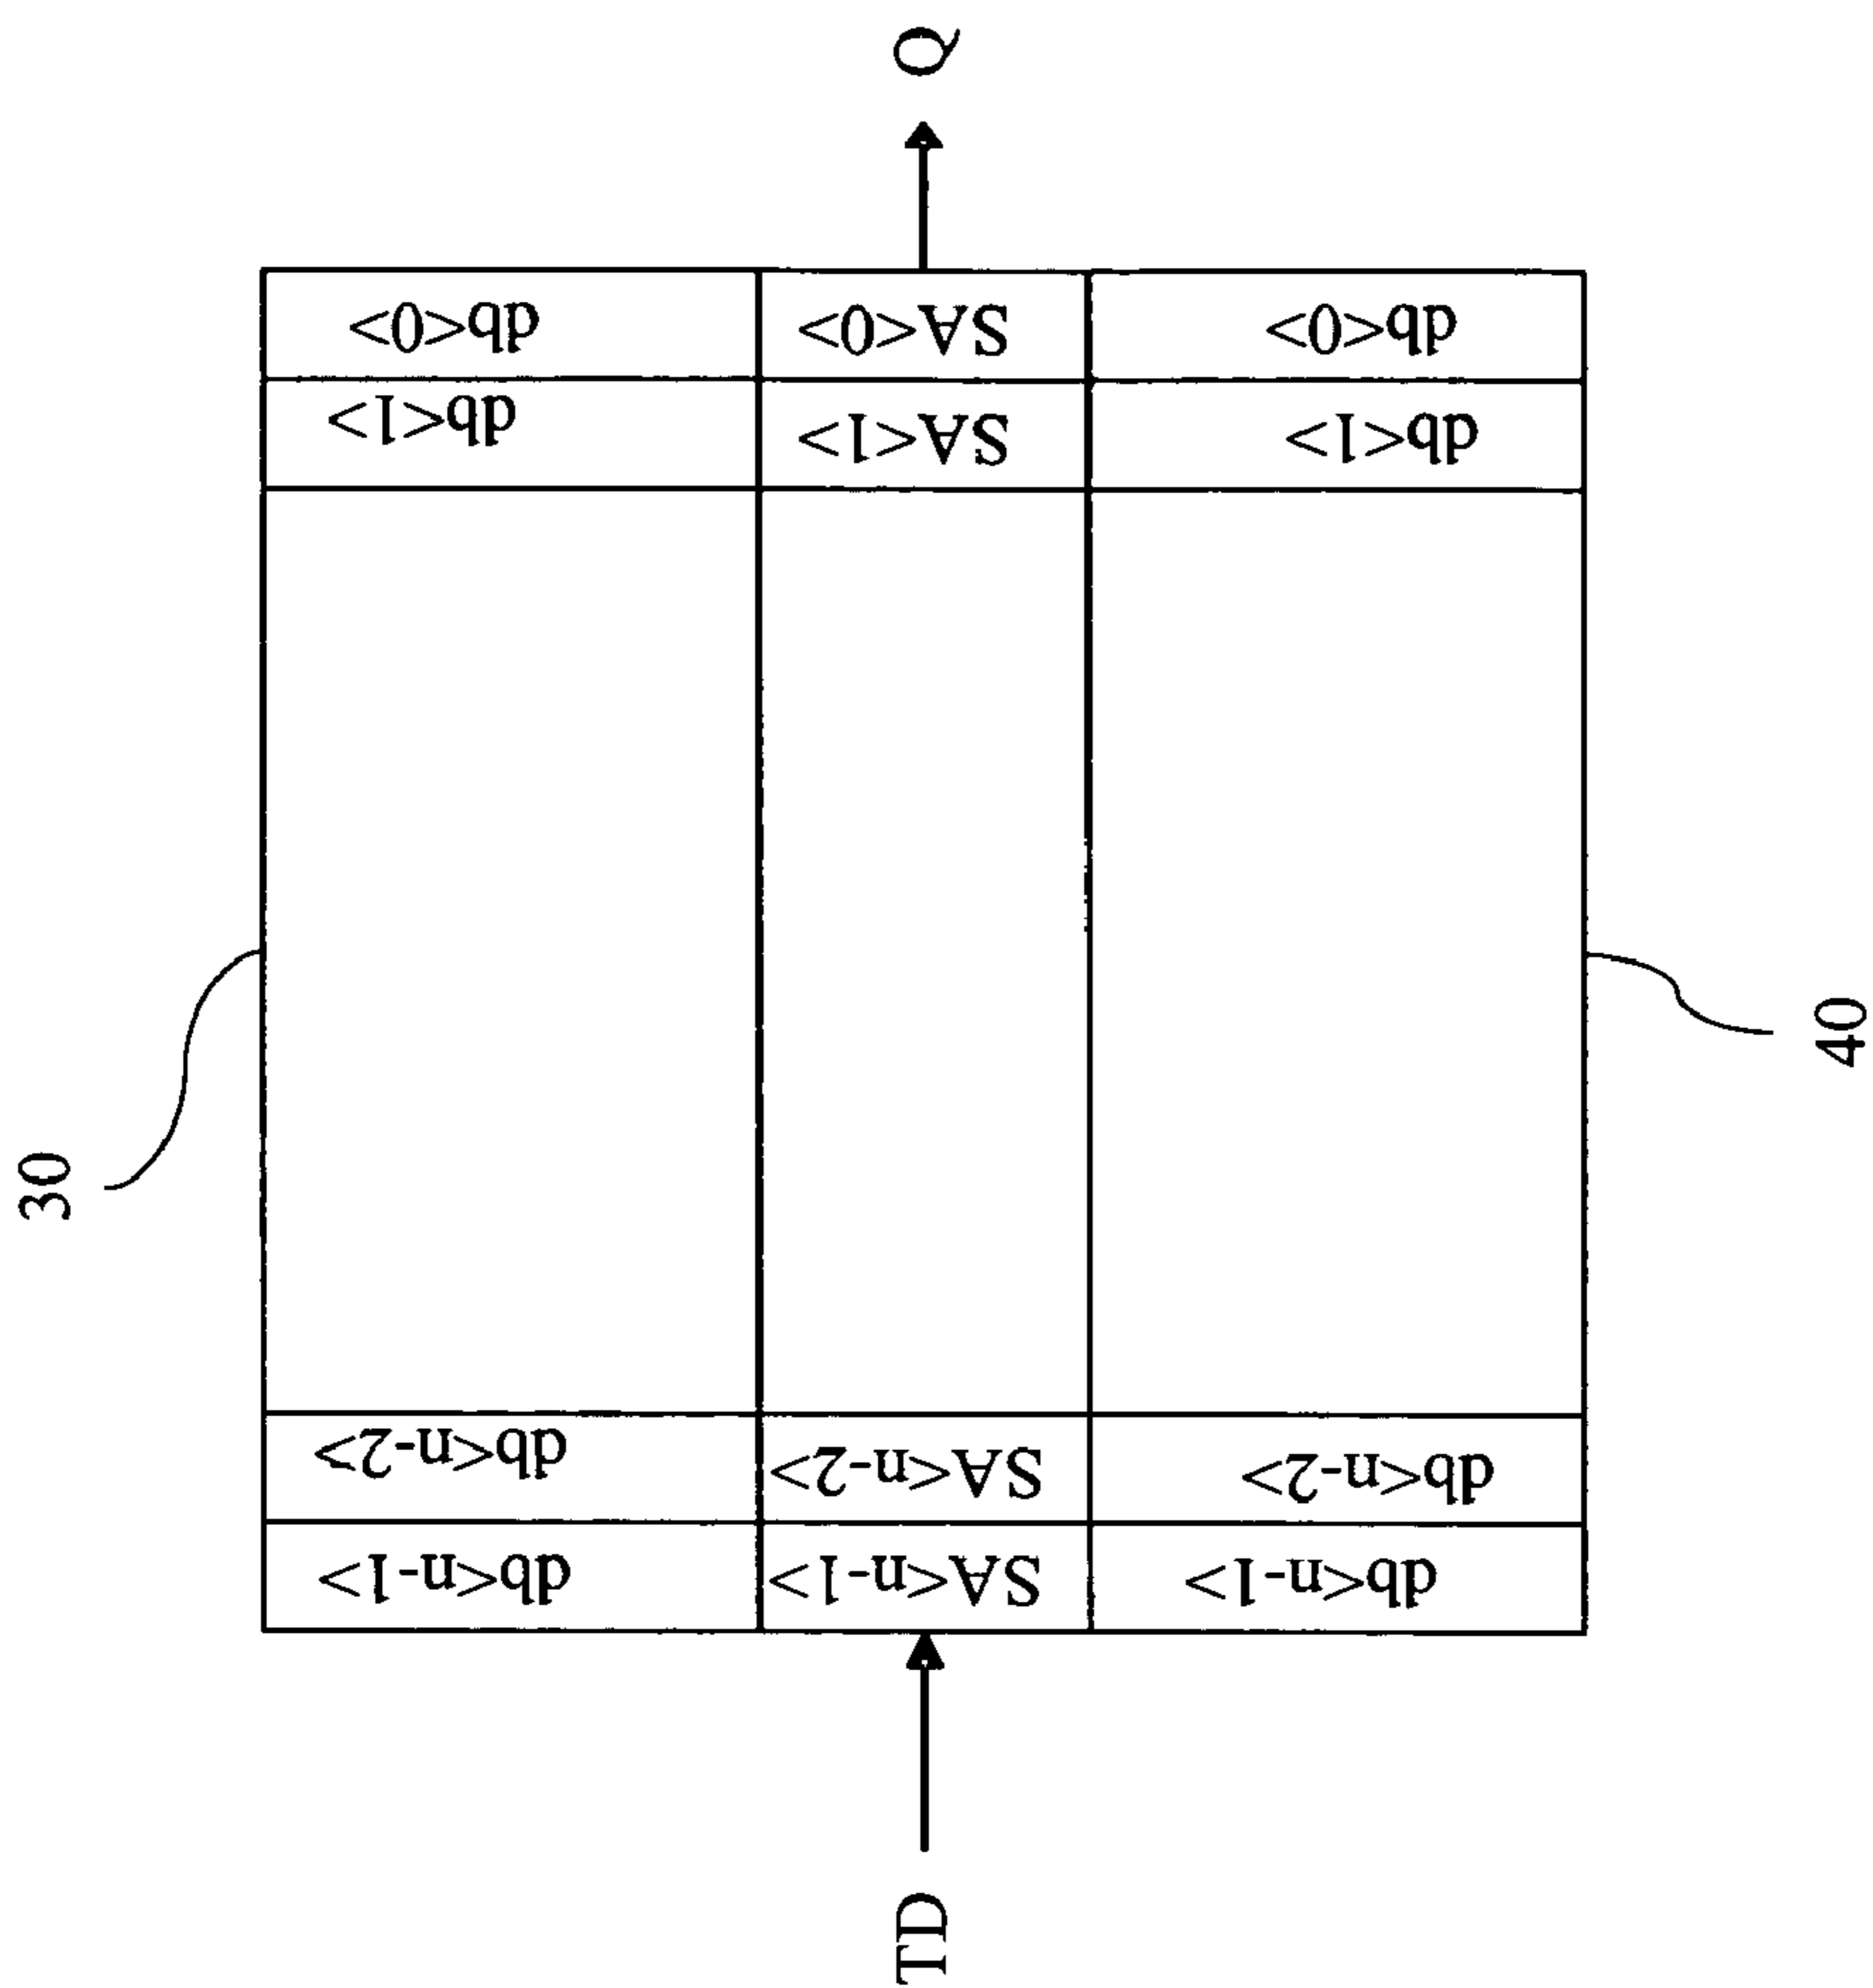 Q
db<0> SA<0> db<0>
db<1> SA<1> db<1>
30
40
db<n-2> SA<n-2> db<n-2>
db<n-1> SA<n-1> db<n-1>
TD